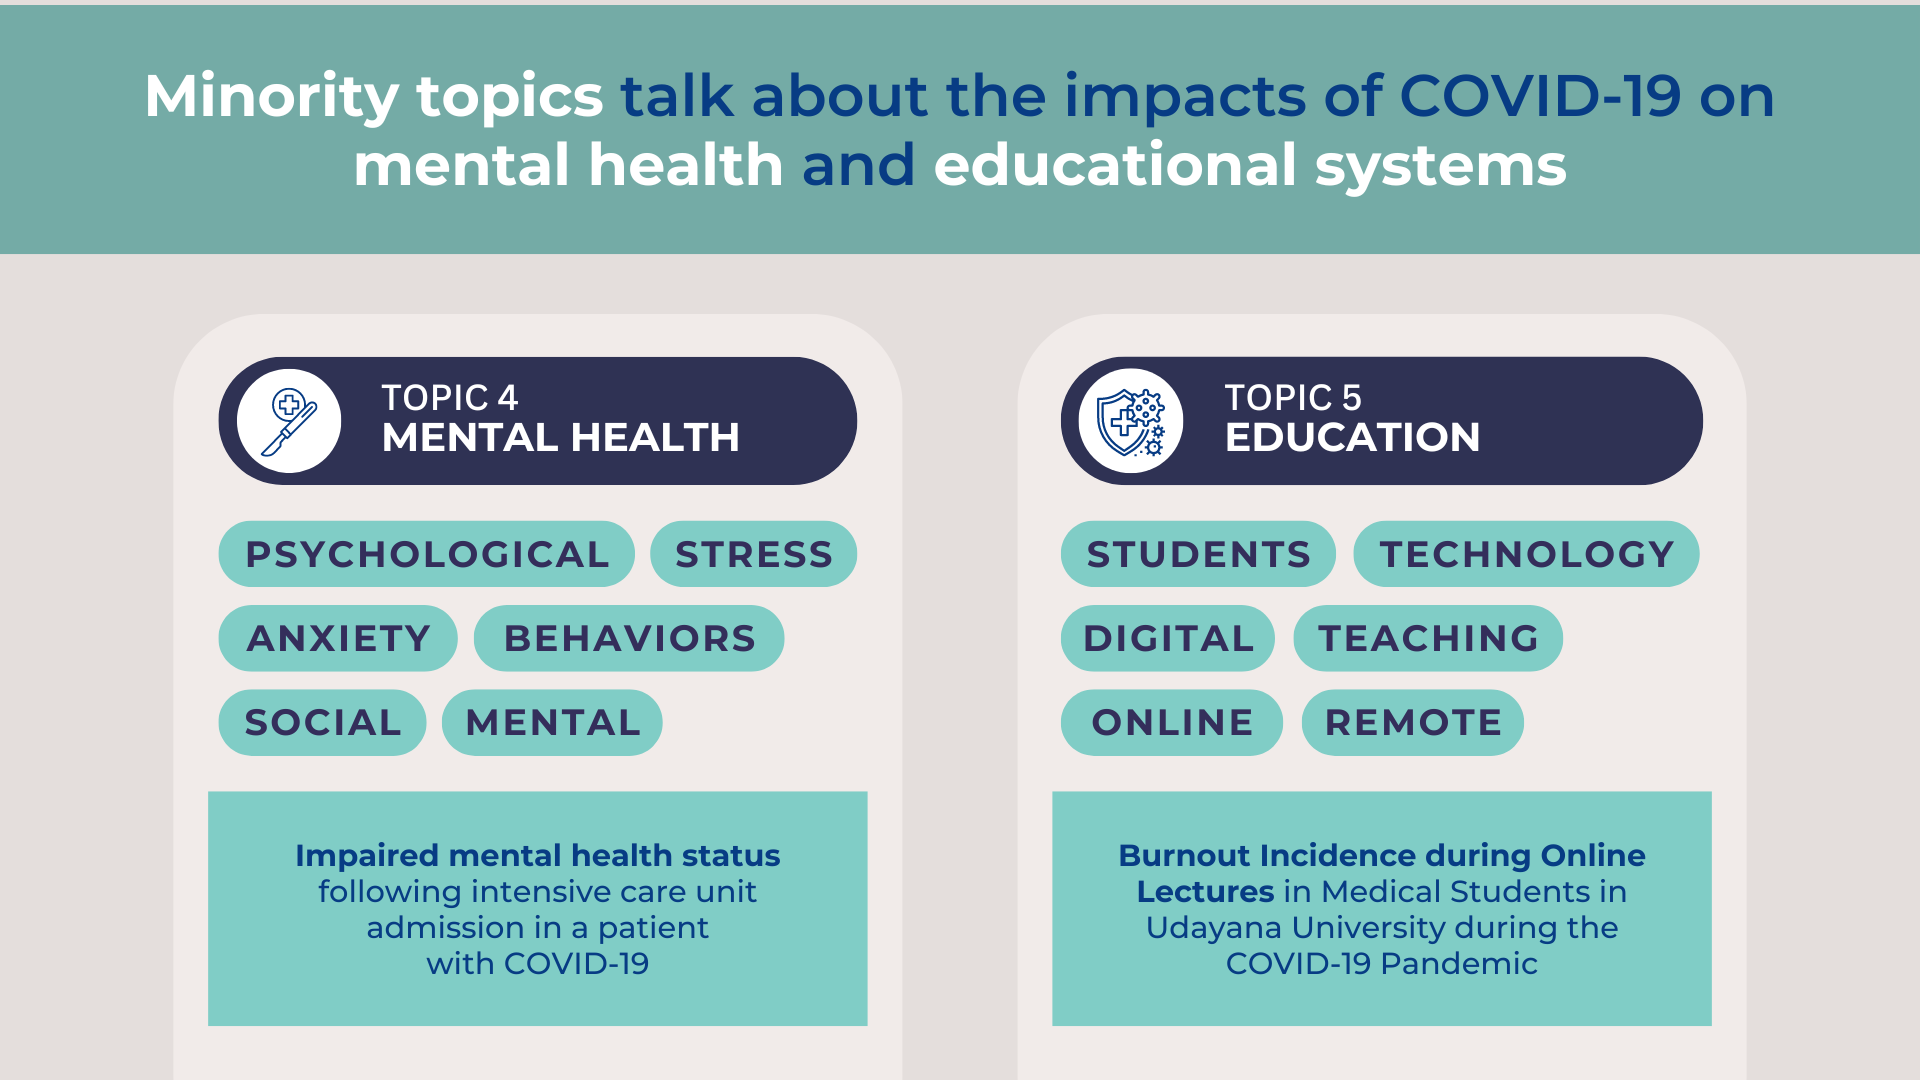 Minority topics talk about the impacts of COVID-19 on
mental health and educational systems
TOPIC 4
MENTAL HEALTH
PSYCHOLOGICAL STRESS
ANXIETY BEHAVIORS
SOCIAL MENTAL
Impaired mental health status
following intensive care unit
admission in a patient
with COVID-19
TOPIC 5
EDUCATION
STUDENTS TECHNOLOGY
DIGITAL TEACHING
ONLINE REMOTE
Burnout Incidence during Online
Lectures in Medical Students in
Udayana University during the
COVID-19 Pandemic